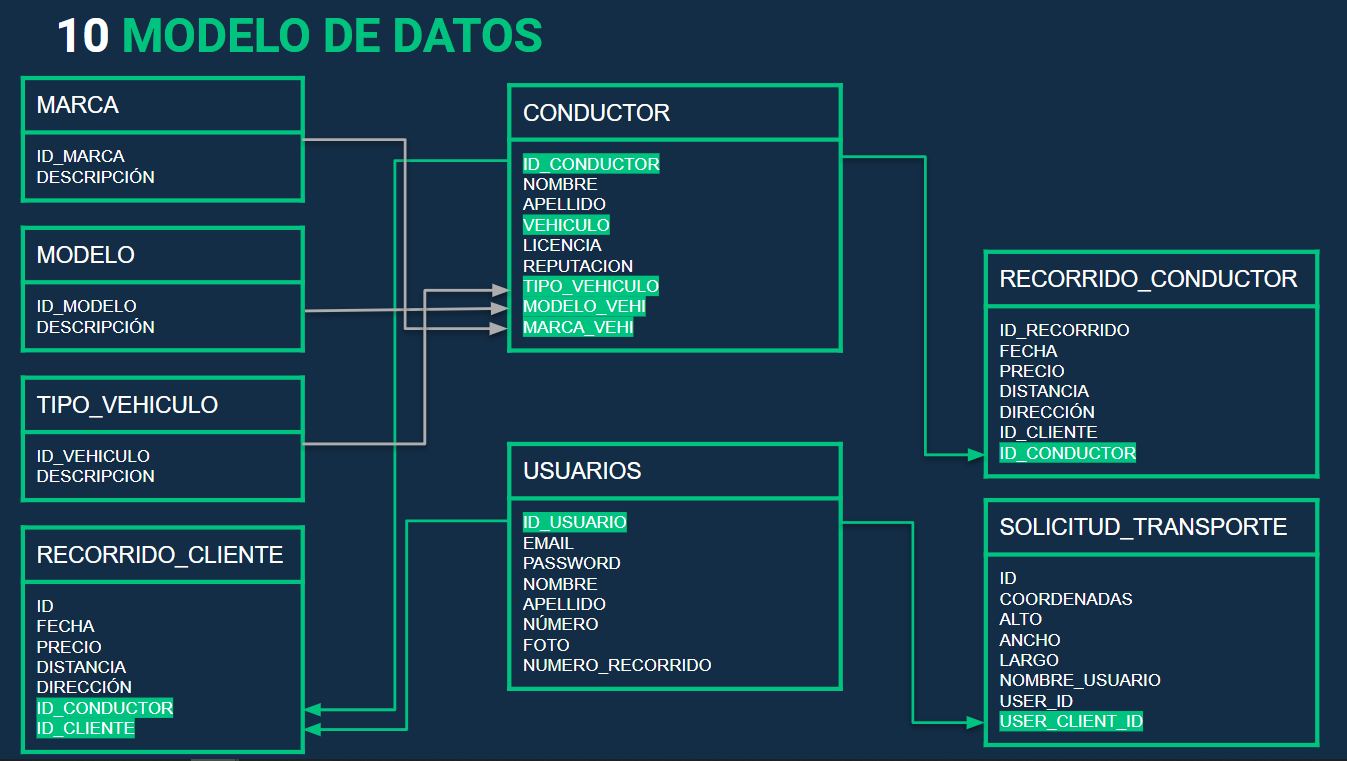 10 MODELO DE DATOS
MARCA
ID_MARCA
DESCRIPCIÓN
MODELO
ID_MODELO
DESCRIPCIÓN
TIPO_VEHICULO
ID_VEHICULO
DESCRIPCION
RECORRIDO_CLIENTE
ID
FECHA
PRECIO
DISTANCIA
DIRECCIÓN
ID_CONDUCTOR
ID_CLIENTE
CONDUCTOR
ID_CONDUCTOR
NOMBRE
APELLIDO
VEHICULO
LICENCIA
REPUTACION
TIPO_VEHICULO
MODELO_VEHI
MARCA_VEHI
USUARIOS
ID_USUARIO
EMAIL
PASSWORD
NOMBRE
APELLIDO
NÚMERO
FOTO
NUMERO_RECORRIDO
RECORRIDO_CONDUCTOR
ID_RECORRIDO
FECHA
PRECIO
DISTANCIA
DIRECCIÓN
ID_CLIENTE
ID_CONDUCTOR
SOLICITUD_TRANSPORTE
ID
COORDENADAS
ALTO
ANCHO
LARGO
NOMBRE_USUARIO
USER_ID
USER_CLIENT_ID